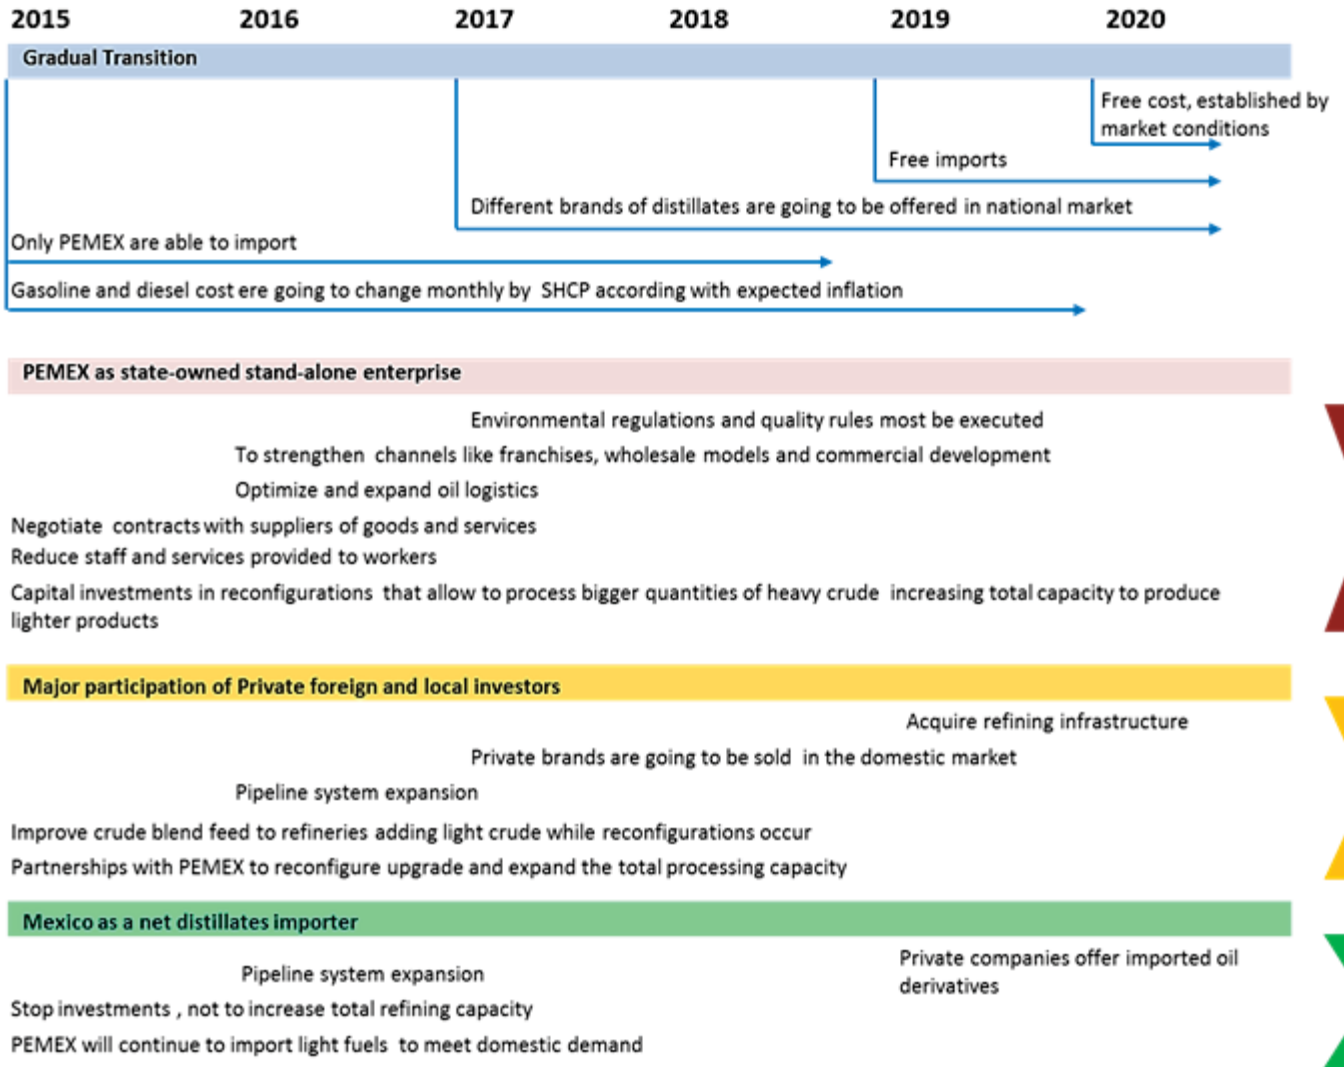 2015 2016 2017 2018 2019 2020
Gradual Transition
Free cost, established by
market conditions
Free imports
Different brands of distillates are going to be offered in national market
Only PEMEX are able to import
Gasoline and diesel cost ere going to change monthly by SHCP according with expected inflation
PEMEX as state-owned stand-alone enterprise
Environmental regulations and quality rules most be executed
To strengthen channels like franchises, wholesale models and commercial development
Optimize and expand oil logistics
Negotiate contracts with suppliers of goods and services
Reduce staff and services provided to workers
Capital investments in reconfigurations that allow to process bigger quantities of heavy crude increasing total capacity to produce
lighter products
Major participation of Private foreign and local investors
Acquire refining infrastructure
Private brands are going to be sold in the domestic market
Pipeline system expansion
Improve crude blend feed to refineries adding light crude while reconfigurations occur
Partnerships with PEMEX to reconfigure upgrade and expand the total processing capacity
Mexico as a net distillates importer
Private companies offer imported oil
derivatives
Pipeline system expansion
Stop investments , not to increase total refining capacity
PEMEX will continue to import light fuels to meet domestic demand